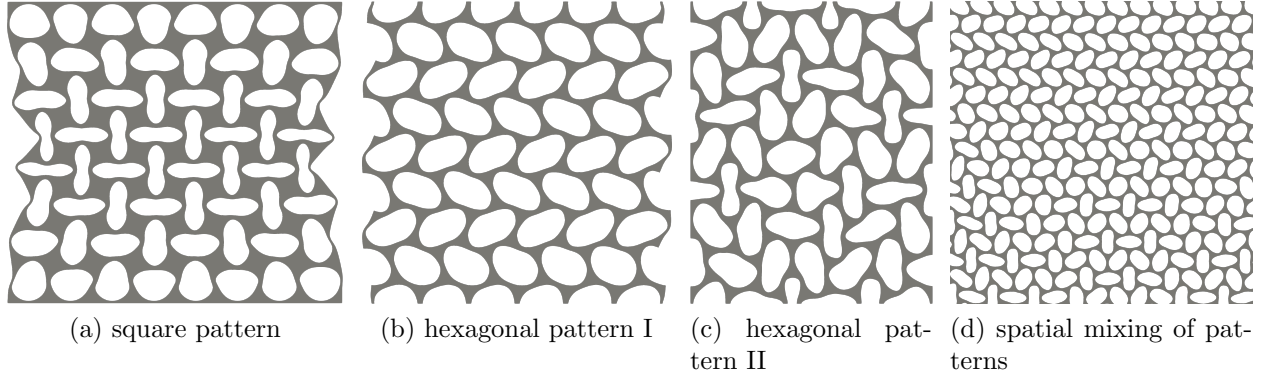 (a) square pattern
(b) hexagonal pattern I
(c) hexagonal pat-
tern II
(d) spatial mixing of pat-
terns